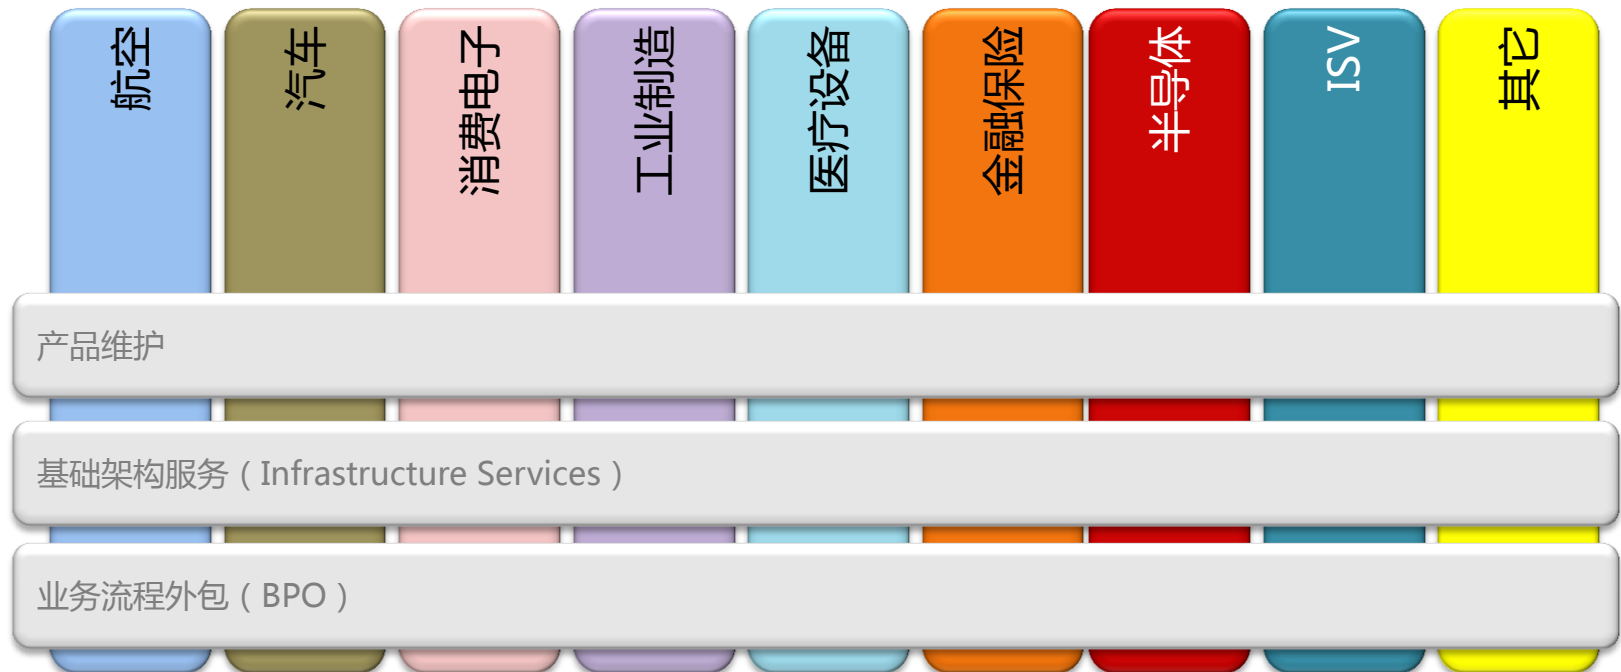 航空
汽车
消费电子
工业制造
医疗设备
金融保险
半导体
ISV
其它
产品维护
基础架构服务（Infrastructure Services）
业务流程外包（BPO）